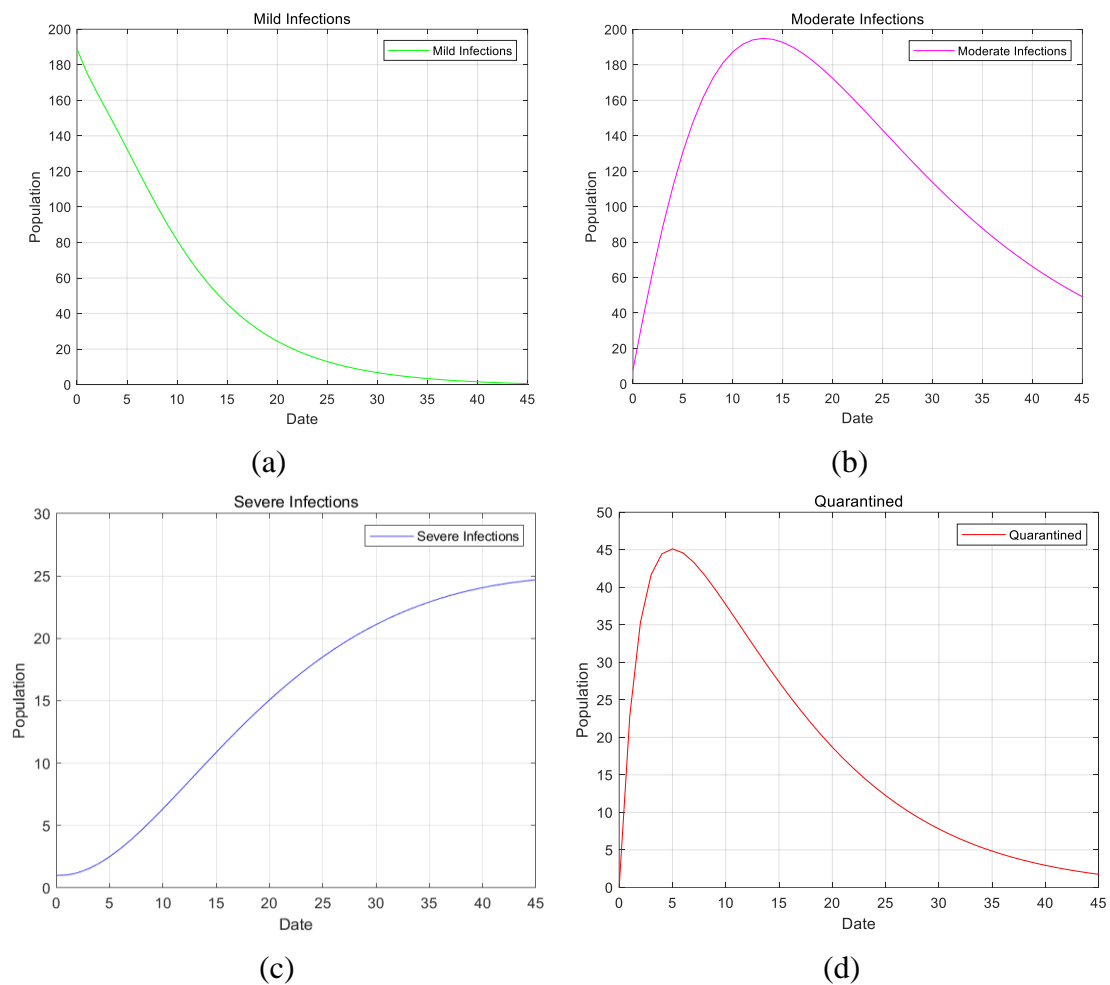 Mild Infections
Mild Infections
200
180
160
140
120
100
80
60
40
20
0
Population
0 5 10 15 20 25 30 35 40 45
Date
(a)
Moderate Infections
Moderate Infections
200
180
160
140
120
100
80
60
40
20
0
Population
0 5 10 15 20 25 30 35 40 45
Date
(b)
Severe Infections
Severe Infections
30
25
20
15
10
5
0
Population
0 5 10 15 20 25 30 35 40 45
Date
(c)
Quarantined
Quarantined
50
45
40
35
30
25
20
15
10
5
0
Population
0 5 10 15 20 25 30 35 40 45
Date
(d)